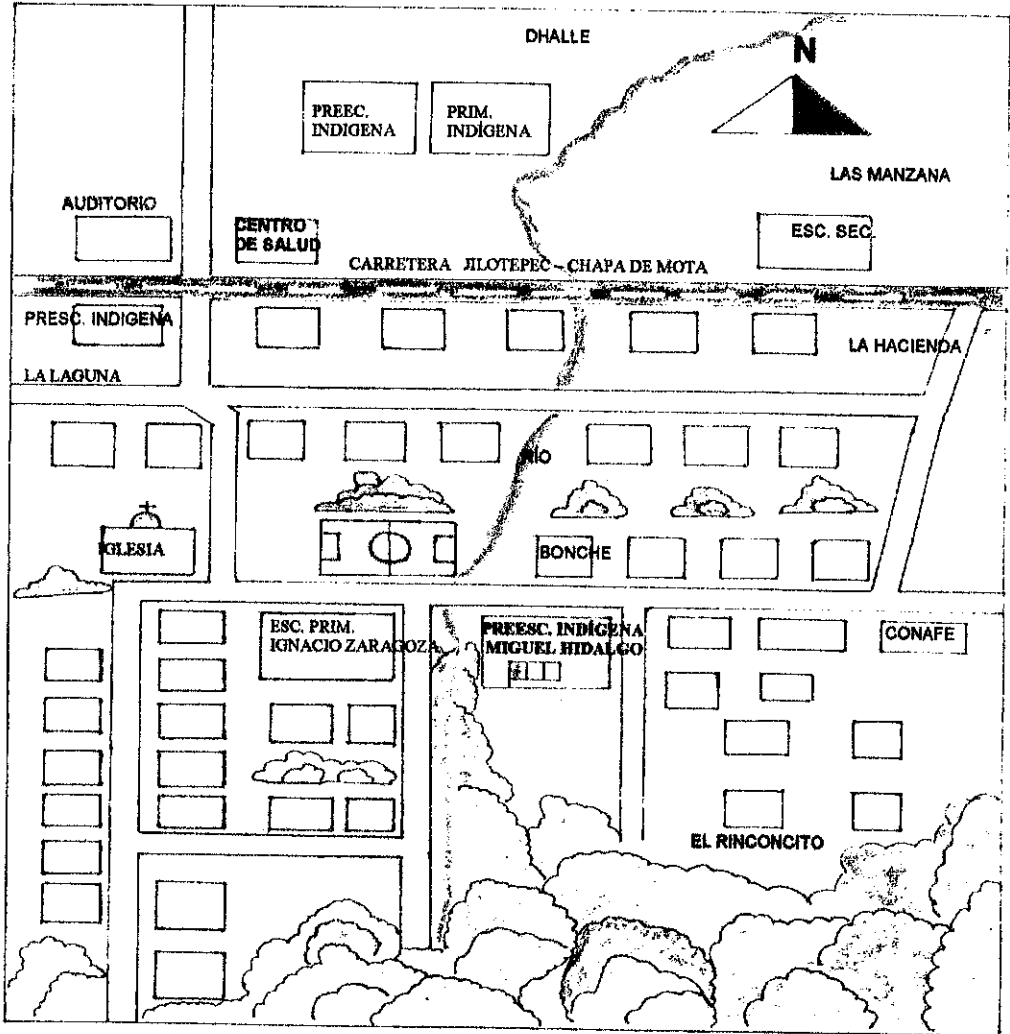 DHALLE
N
PREEC.
INDIGENA
PRIM.
INDÍGENA
LAS MANZANA
AUDITORIO
CENTRO
DE SALUD
ESC. SEC.
CARRETERA JILOTEPEC - CHAPA DE MOTA
PRESC. INDIGENA
LA HACIENDA
LA LAGUNA
RÍO
IGLESIA
BONCHE
ESC. PRIM.
IGNACIO ZARAGOZA
PREESC. INDÍGENA
MIGUEL HIDALGO
CONAFE
EL RINCONCITO